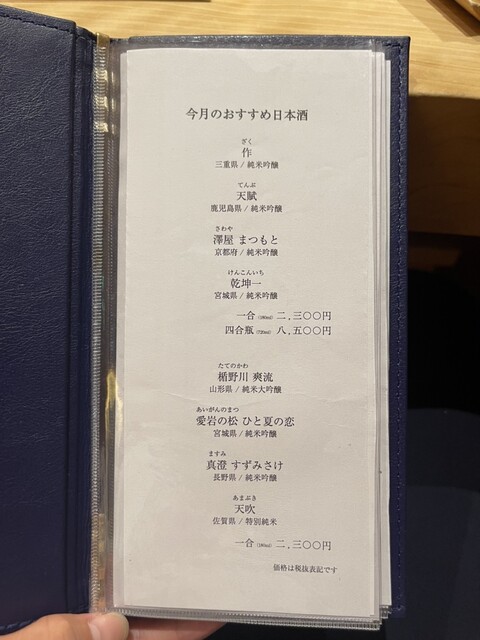 今月のおすすめ日本酒
ざく
作
三重県 / 純米吟醸
てんぶ
天賦
鹿児島県 / 純米吟醸
さわや
澤屋 まつもと
京都府 / 純米吟醸
けんこんいち
乾坤一
宮城県 / 純米吟醸
一合 (180ml) 二,三〇〇円
四合瓶 (720ml) 八,五〇〇円
たてのかわ
楯野川 爽流
山形県 / 純米大吟醸
あいがんのまつ
愛岩の松 ひと夏の恋
宮城県 / 純米吟醸
ますみ
真澄 すずみさけ
長野県 / 純米吟醸
あまぶき
天吹
佐賀県 / 特別純米
一合 (180ml) 二,三〇〇円
価格は税抜表記です